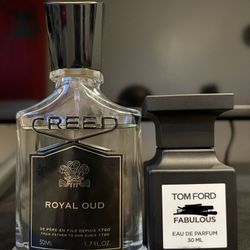 CREED
ROYAL OUD
DE PÈRE EN FILS DEPUIS 1760
FROM FATHER TO SON SINCE 1760
50ML 1.7 FL.OZ.
TOM FORD
FABULOUS
EAU DE PARFUM
30 ML